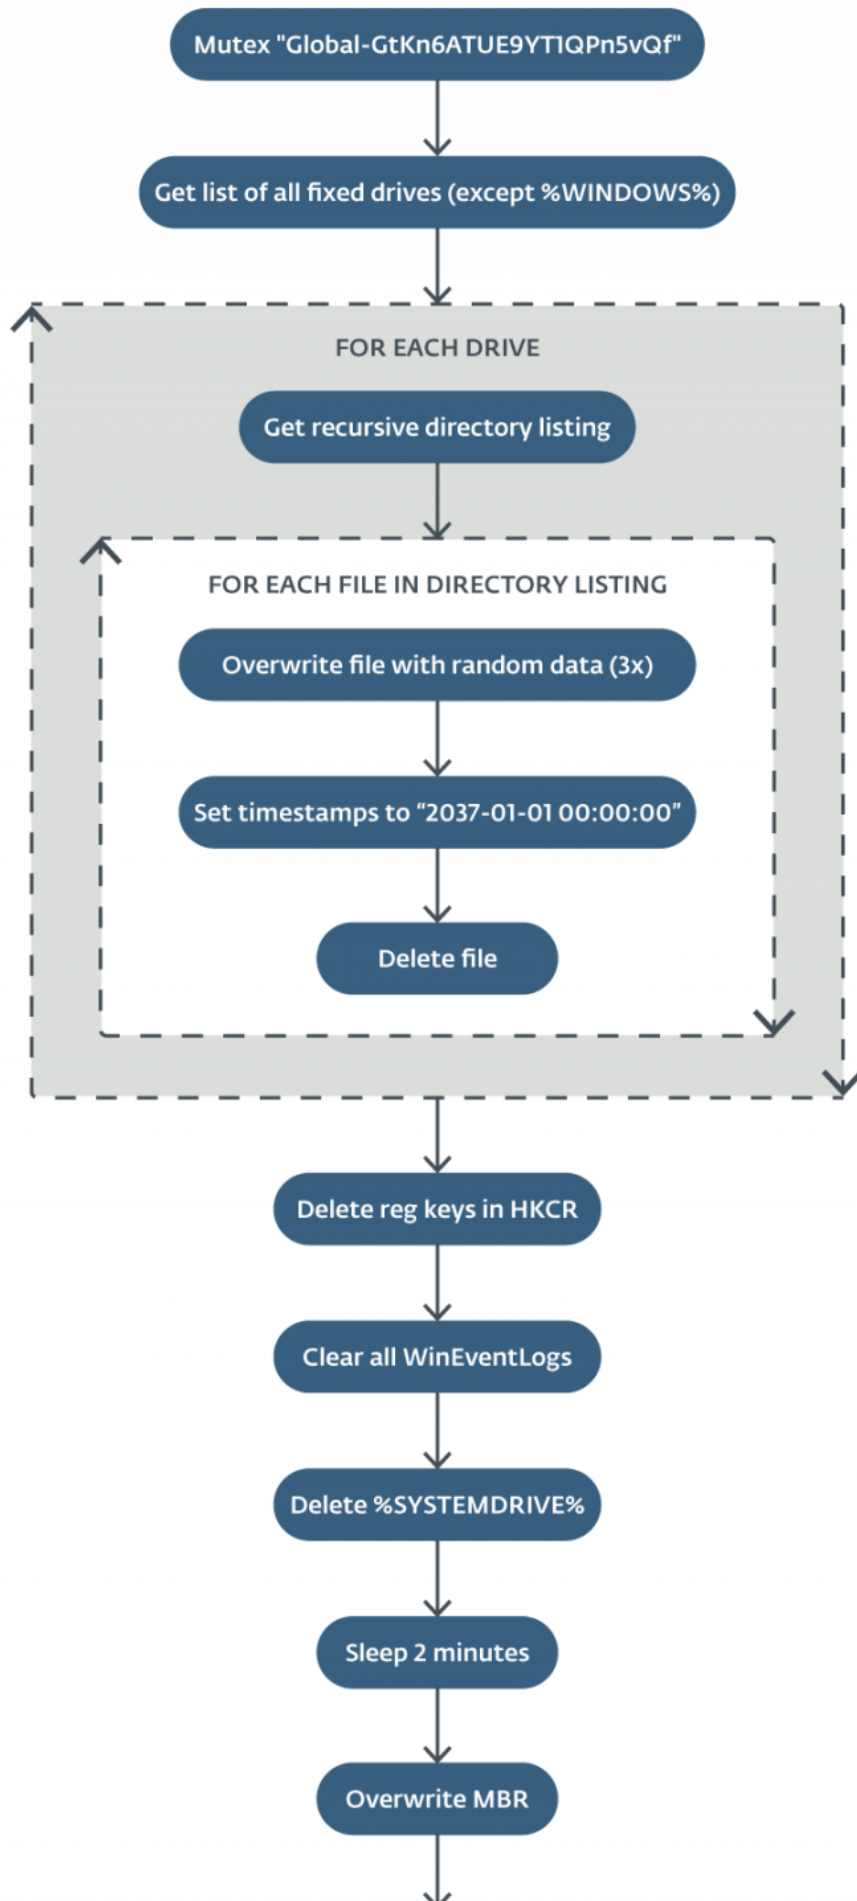 Mutex "Global-GtKn6ATUE9YT1QPn5vQf"
Get list of all fixed drives (except %WINDOWS%)
FOR EACH DRIVE
Get recursive directory listing
FOR EACH FILE IN DIRECTORY LISTING
Overwrite file with random data (3x)
Set timestamps to “2037-01-01 00:00:00”
Delete file
Delete reg keys in HKCR
Clear all WinEventLogs
Delete %SYSTEMDRIVE%
Sleep 2 minutes
Overwrite MBR